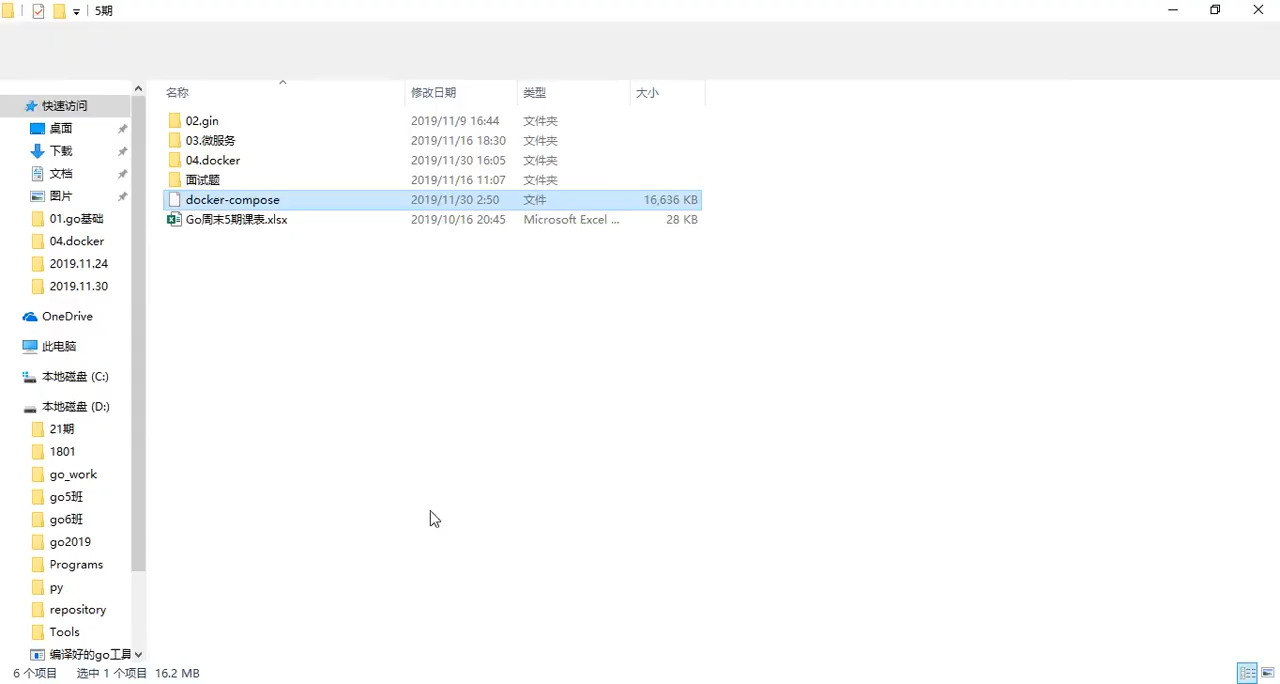 5期
名称 修改日期 类型 大小
02.gin 2019/11/9 16:44 文件夹
03.微服务 2019/11/16 18:30 文件夹
04.docker 2019/11/30 16:05 文件夹
面试题 2019/11/16 11:07 文件夹
docker-compose 2019/11/30 2:50 文件 16,636 KB
Go周末5期课表.xlsx 2019/10/16 20:45 Microsoft Excel ... 28 KB
快速访问
桌面
下载
文档
图片
01.go基础
04.docker
2019.11.24
2019.11.30
OneDrive
此电脑
本地磁盘 (C:)
本地磁盘 (D:)
21期
1801
go_work
go5班
go6班
go2019
Programs
py
repository
Tools
编译好的go工具
6 个项目 选中 1 个项目 16.2 MB